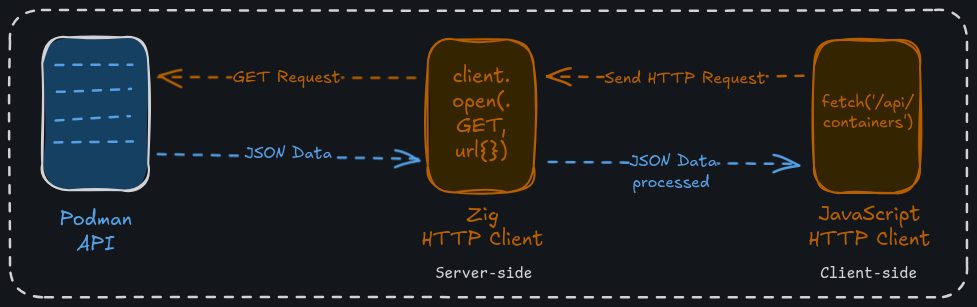 GET Request
client.
open(.
GET,
url{})
Send HTTP Request
fetch('/api/
containers')
JSON Data
JSON Data
processed
Podman
API
Zig
HTTP Client
JavaScript
HTTP Client
Server-side
Client-side